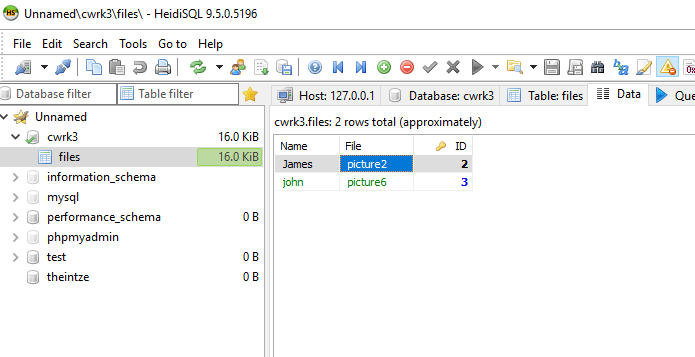 Unnamed\cwrk3\files\ - HeidiSQL 9.5.0.5196
File Edit Search Tools Go to Help
Database filter Table filter
Host: 127.0.0.1 Database: cwrk3 Table: files Data Que
Unnamed
cwrk3 16.0 KiB
files 16.0 KiB
information_schema
mysql
performance_schema 0 B
phpmyadmin
test 0 B
theintze 0 B
cwrk3.files: 2 rows total (approximately)
Name File ID
James picture2 2
john picture6 3